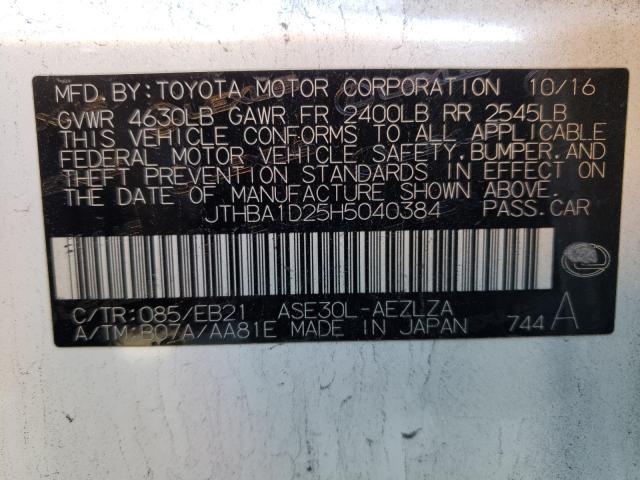 MFD. BY: TOYOTA MOTOR CORPORATION 10/16
GVWR 4630LB GAWR FR 2400LB RR 2545LB
THIS VEHICLE CONFORMS TO ALL APPLICABLE
FEDERAL MOTOR VEHICLE SAFETY, BUMPER, AND
THEFT PREVENTION STANDARDS IN EFFECT ON
THE DATE OF MANUFACTURE SHOWN ABOVE.
JTHBA1D25H5040384 PASS. CAR
C/TR: 085/EB21 ASE30L-AEZLZA
A/TM: B07A/AA81E MADE IN JAPAN 744 A